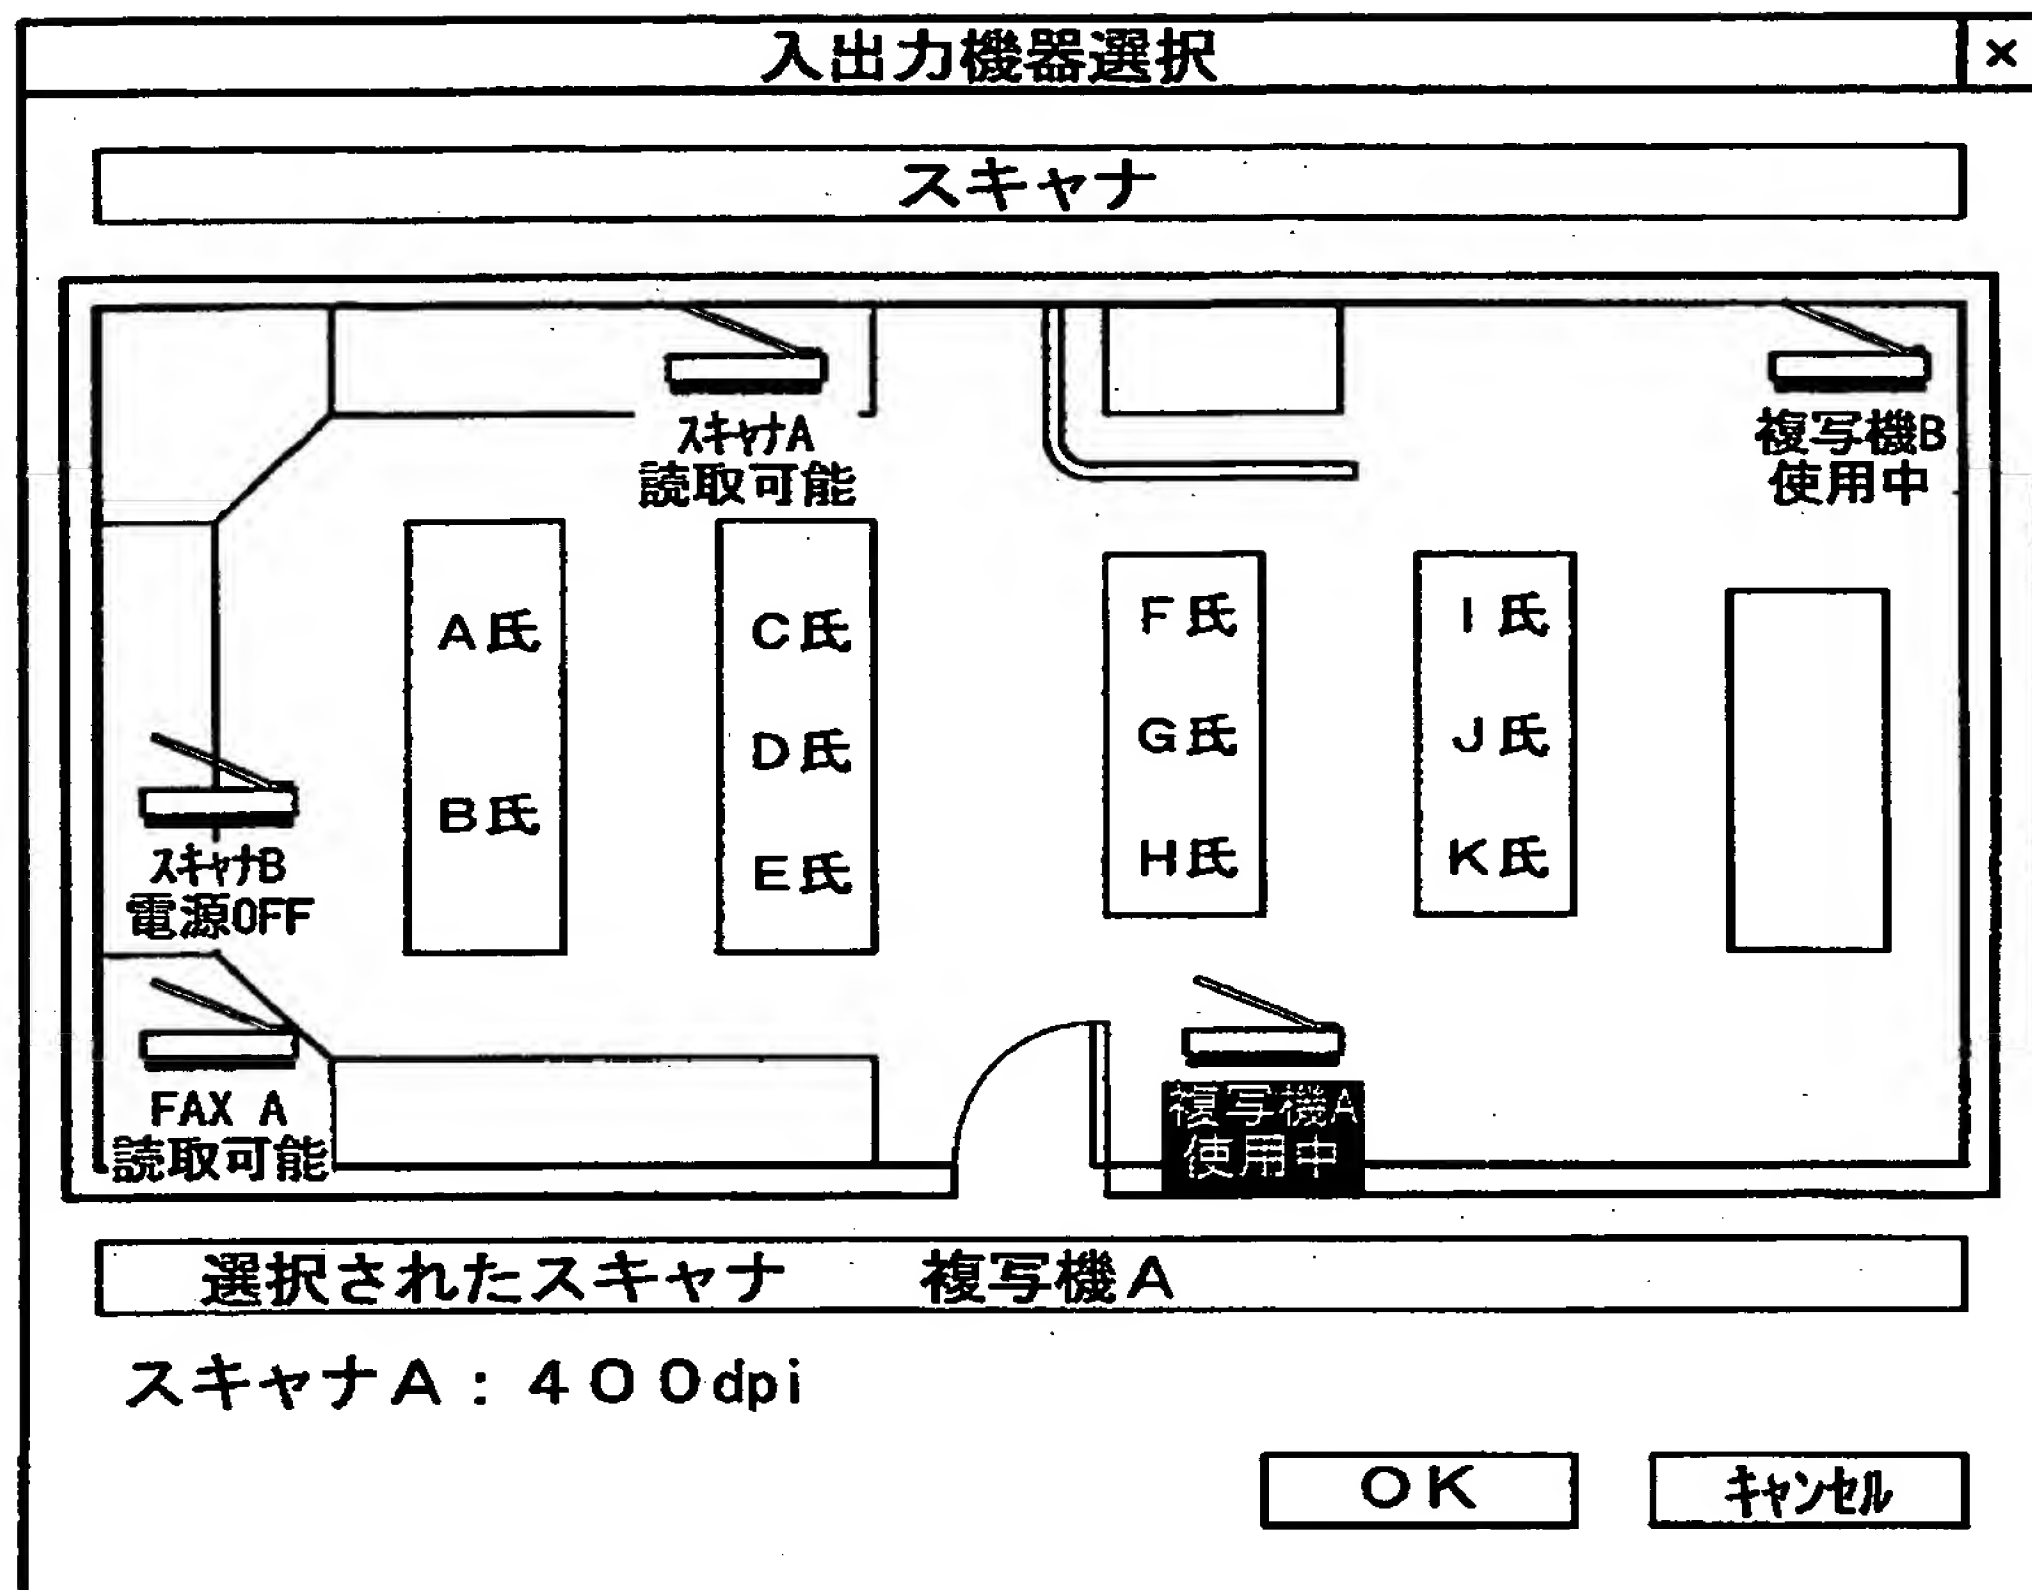 入出力機器選択
×
スキャナ
スキャナA
読取可能
複写機B
使用中
A氏
B氏
C氏
D氏
E氏
F氏
G氏
H氏
I氏
J氏
K氏
スキャナB
電源OFF
FAX A
読取可能
複写機A
使用中
選択されたスキャナ 複写機A
スキャナA:400dpi
OK
キャンセル